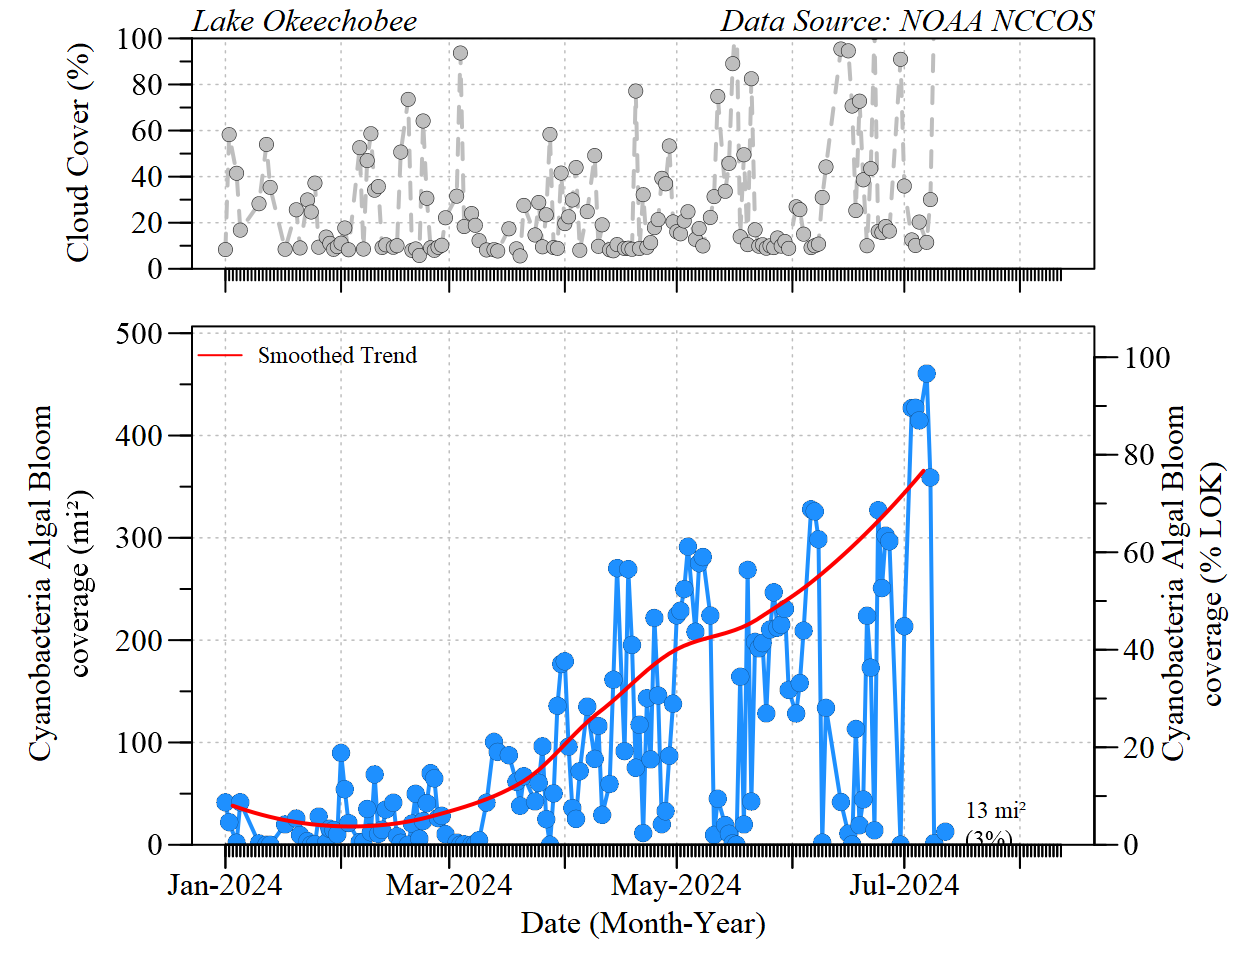 Lake Okeechobee
Data Source: NOAA NCCOS
Cloud Cover (%)
100
80
60
40
20
0
Smoothed Trend
Cyanobacteria Algal Bloom
coverage (mi²)
500
400
300
200
100
0
100
80
60
40
20
0
Cyanobacteria Algal Bloom
coverage (% LOK)
13 mi²
(3%)
Jan-2024
Mar-2024
May-2024
Jul-2024
Date (Month-Year)